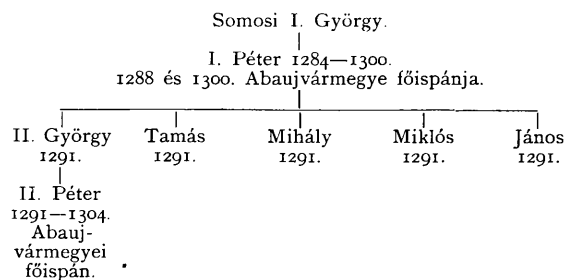 Somosi I. György.
I. Péter 1284—1300.
1288 és 1300. Abaujvármegye főispánja.
II. György Tamás Mihály Miklós János
1291. 1291. 1291. 1291. 1291.
II. Péter
1291—1304.
Abauj-
vármegyei
főispán.